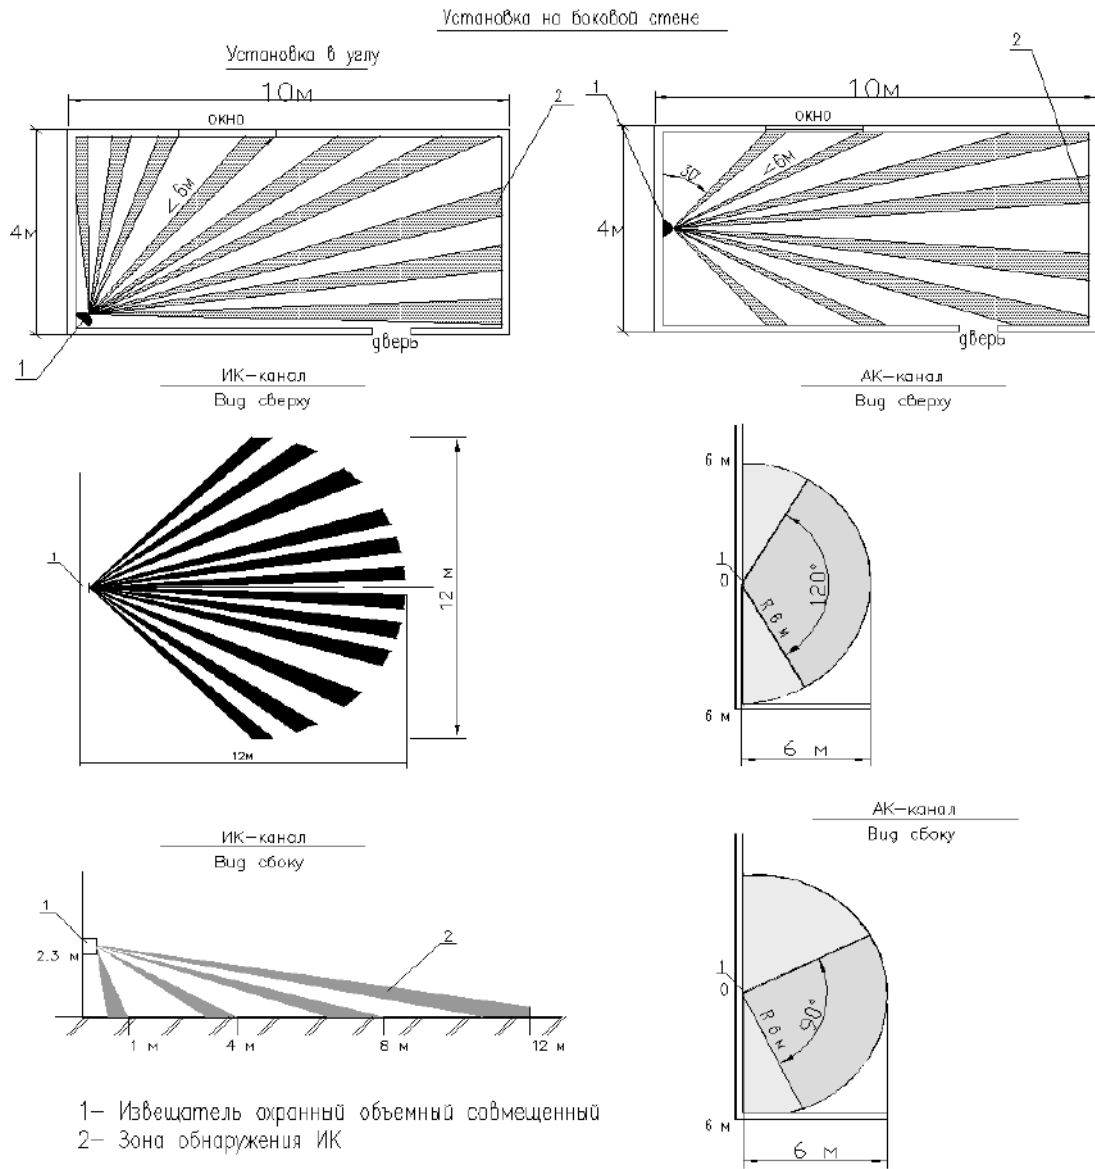 Установка на боковой стене
Установка в углу
2
10м
2
1
10м
окно
окно
<6м
30
<6м
4м
4м
дверь
дверь
1
ИК-канал
Вид сверху
АК-канал
Вид сверху
6 м
1
12 м
1
0
120°
R 6 м
6 м
12м
6 м
АК-канал
Вид сбоку
ИК-канал
Вид сбоку
1
2
2.3 м
1
0
90°
R 6м
1 м
4 м
8 м
12 м
1- Извещатель охранный объемный совмещенный
2- Зона обнаружения ИК
6 м
6 м